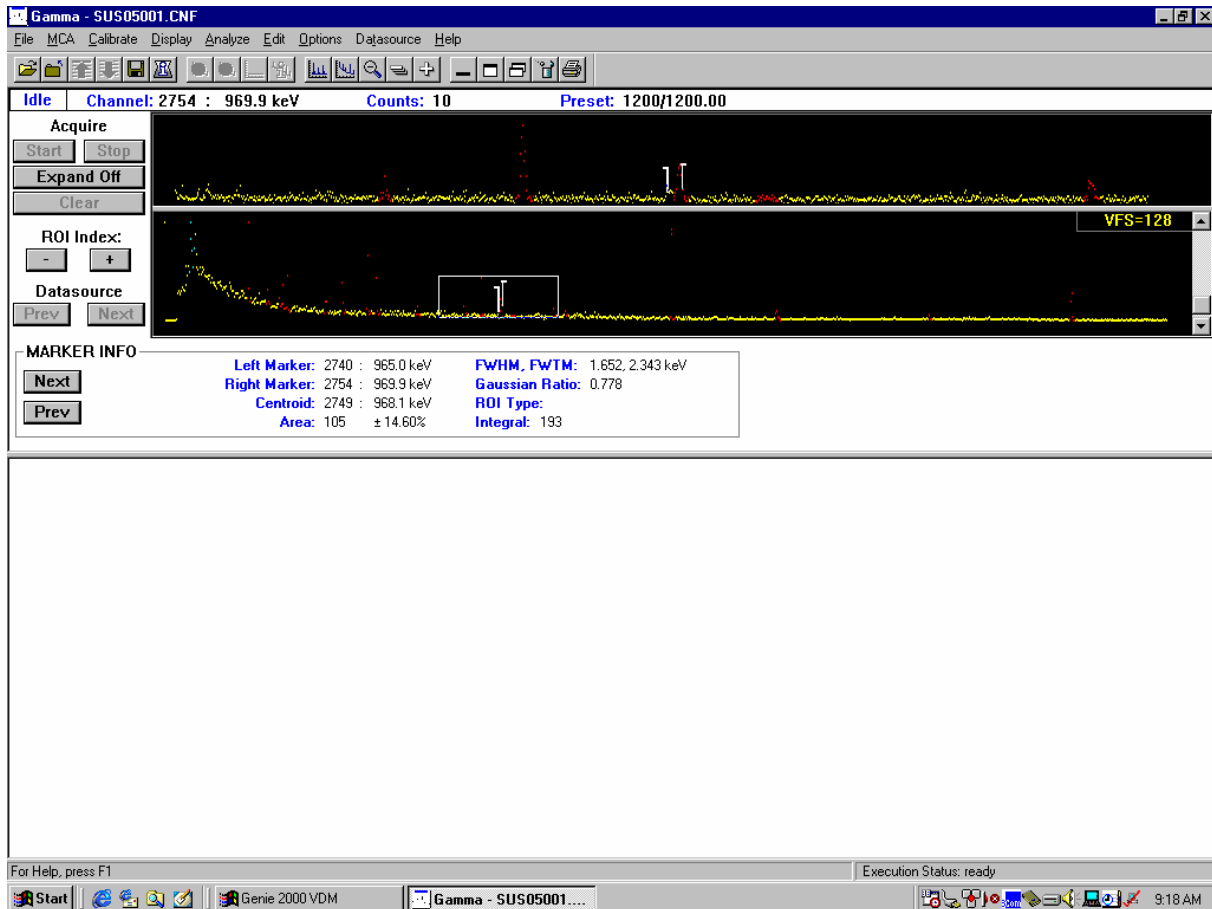 Gamma - SUS05001.CNF
File MCA Calibrate Display Analyze Edit Options Datasource Help
Idle Channel: 2754 : 969.9 keV Counts: 10 Preset: 1200/1200.00
Acquire
Start Stop
Expand Off
Clear
VFS=128
ROI Index:
- +
Datasource
Prev Next
MARKER INFO
Next
Prev
Left Marker: 2740 : 965.0 keV FWHM, FWTM: 1.652, 2.343 keV
Right Marker: 2754 : 969.9 keV Gaussian Ratio: 0.778
Centroid: 2749 : 968.1 keV ROI Type:
Area: 105 ± 14.60% Integral: 193
For Help, press F1 Execution Status: ready
Start Genie 2000 VDM Gamma - SUS05001.... 9:18 AM